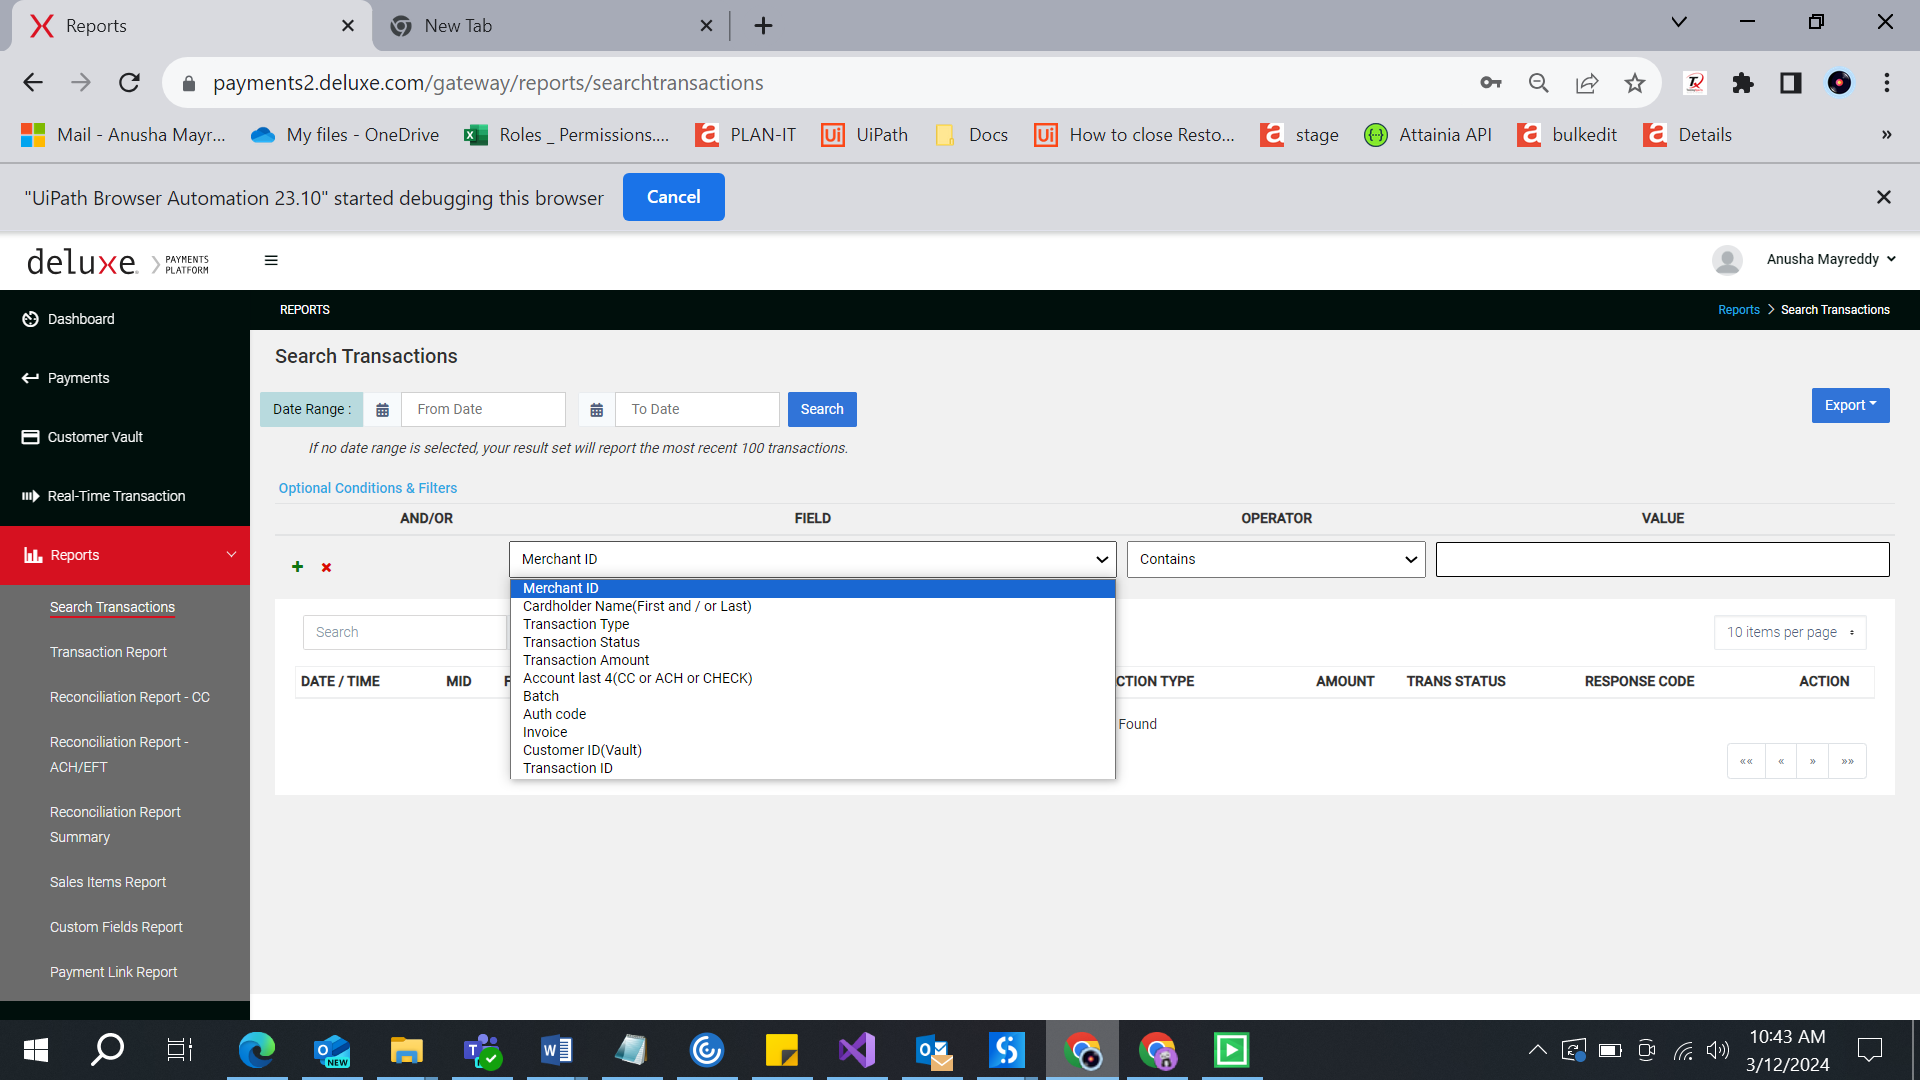 Reports
New Tab
payments2.deluxe.com/gateway/reports/searchtransactions
Mail - Anusha Mayr...
My files - OneDrive
Roles _ Permissions....
PLAN-IT
UiPath
Docs
How to close Resto...
stage
Attainia API
bulkedit
Details
»
"UiPath Browser Automation 23.10" started debugging this browser
Cancel
deluxe.
PAYMENTS
PLATFORM
Anusha Mayreddy
Dashboard
Payments
Customer Vault
Real-Time Transaction
Reports
Search Transactions
Transaction Report
Reconciliation Report - CC
Reconciliation Report -
ACH/EFT
Reconciliation Report
Summary
Sales Items Report
Custom Fields Report
Payment Link Report
REPORTS
Reports > Search Transactions
Search Transactions
Date Range :
From Date
To Date
Search
Export
If no date range is selected, your result set will report the most recent 100 transactions.
Optional Conditions & Filters
AND/OR
FIELD
OPERATOR
VALUE
Merchant ID
Contains
Merchant ID
Cardholder Name(First and / or Last)
Transaction Type
Transaction Status
Transaction Amount
Account last 4(CC or ACH or CHECK)
Batch
Auth code
Invoice
Customer ID(Vault)
Transaction ID
Search
10 items per page
DATE / TIME
MID
CTION TYPE
AMOUNT
TRANS STATUS
RESPONSE CODE
ACTION
Found
««
«
»
»»
NEW
10:43 AM
3/12/2024